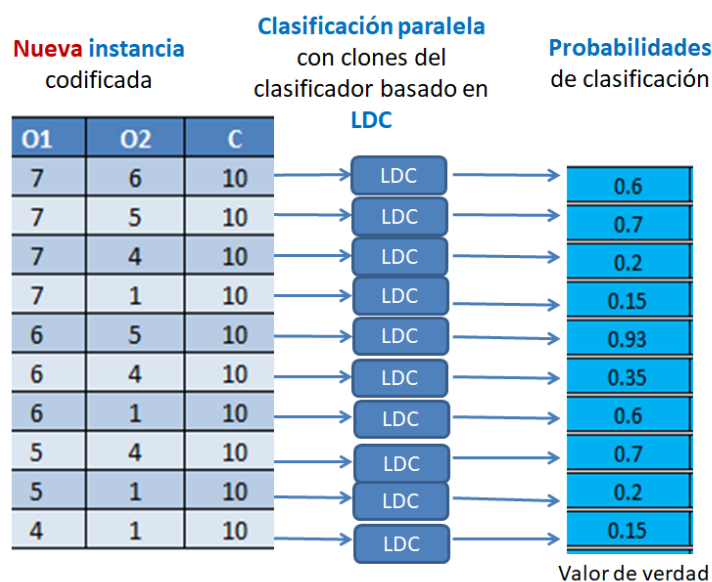 Nueva instancia
codificada
Clasificación paralela
con clones del
clasificador basado en
LDC
Probabilidades
de clasificación
O1 O2 C
7 6 10 LDC 0.6
7 5 10 LDC 0.7
7 4 10 LDC 0.2
7 1 10 LDC 0.15
6 5 10 LDC 0.93
6 4 10 LDC 0.35
6 1 10 LDC 0.6
5 4 10 LDC 0.7
5 1 10 LDC 0.2
4 1 10 LDC 0.15
Valor de verdad